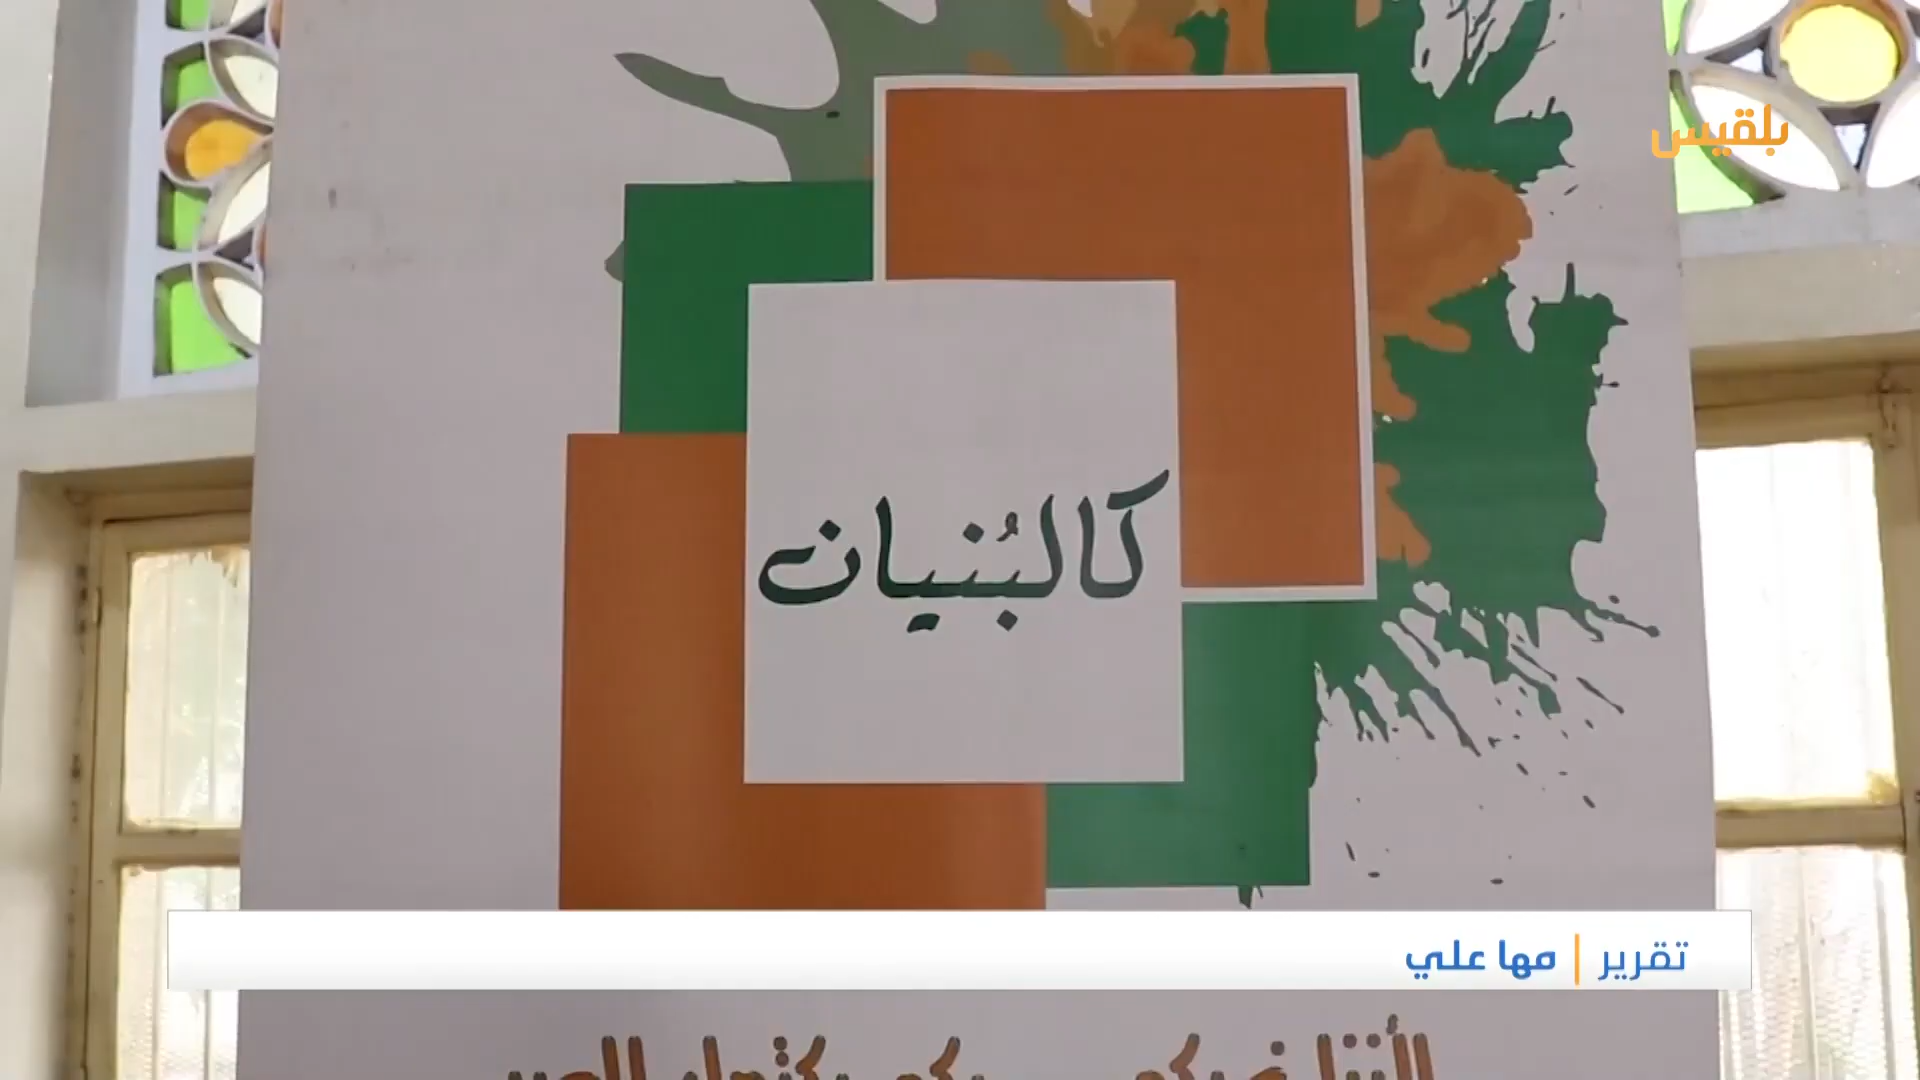 بلقيس
كالبُنيان
تقرير | مها علي